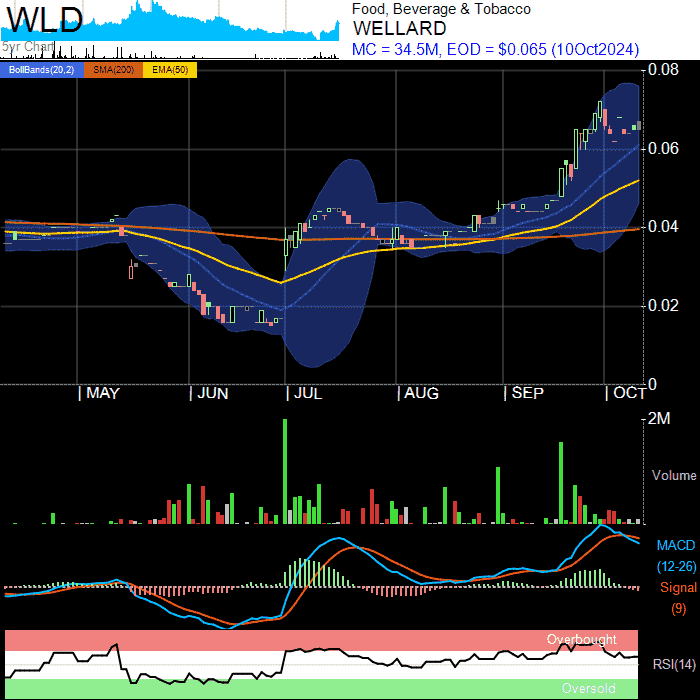 WLD
5yr Chart
Food, Beverage & Tobacco
WELLARD
MC = 34.5M, EOD = $0.065 (10Oct2024)
BollBands(20,2) SMA(200) EMA(50)
0.08
0.06
0.04
0.02
0
| MAY | JUN | JUL | AUG | SEP | OCT
2M
Volume
MACD
(12-26)
Signal
(9)
Overbought
RSI(14)
Oversold